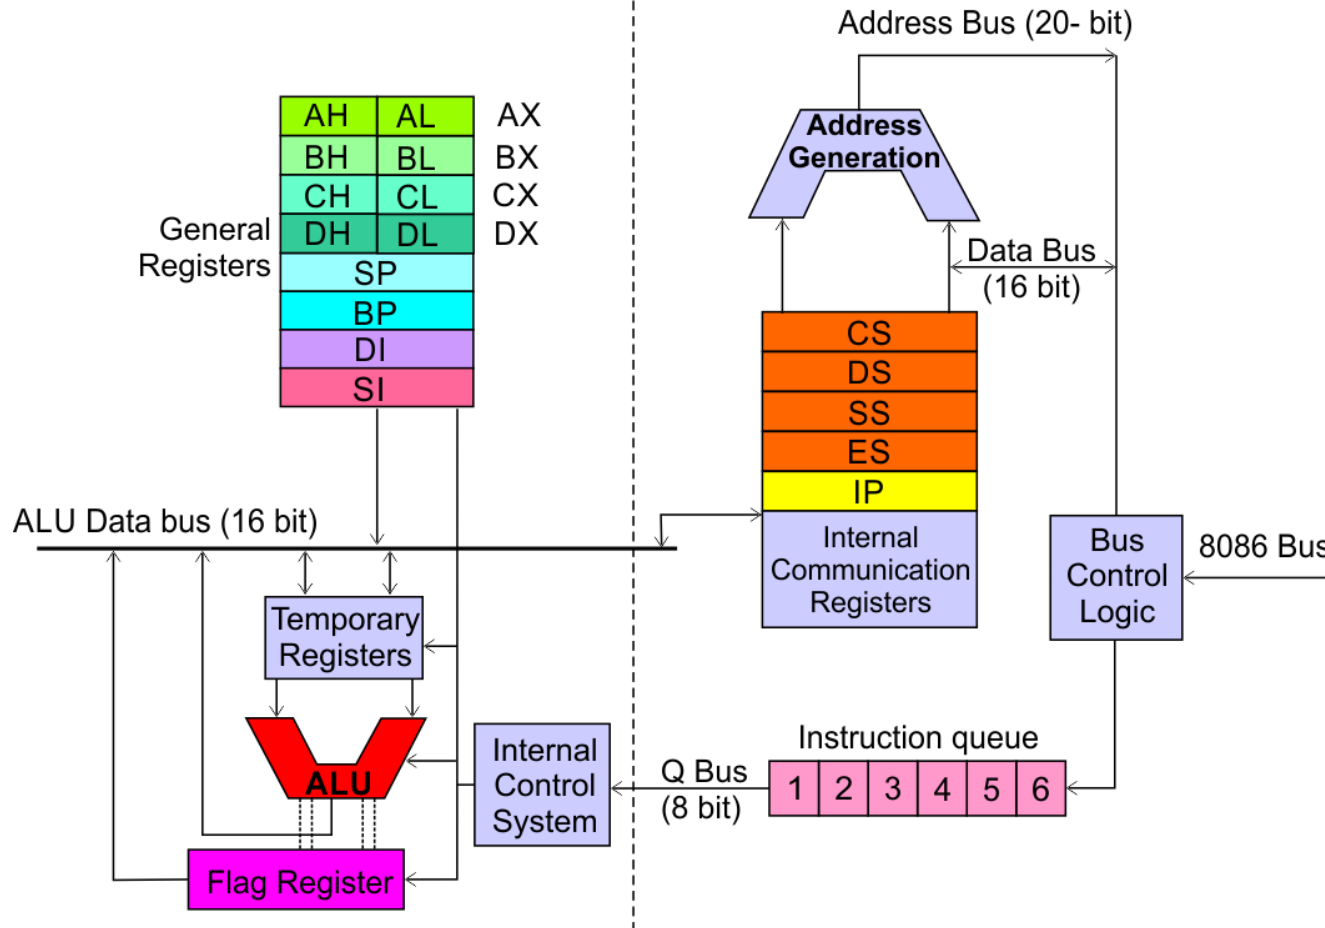 Address Bus (20- bit)
AH AL AX
BH BL BX
CH CL CX
DH DL DX
General
Registers
SP
BP
DI
SI
Address
Generation
Data Bus
(16 bit)
CS
DS
SS
ES
IP
Internal
Communication
Registers
ALU Data bus (16 bit)
Bus
Control
Logic
8086 Bus
Temporary
Registers
ALU
Internal
Control
System
Q Bus
(8 bit)
Instruction queue
1 2 3 4 5 6
Flag Register